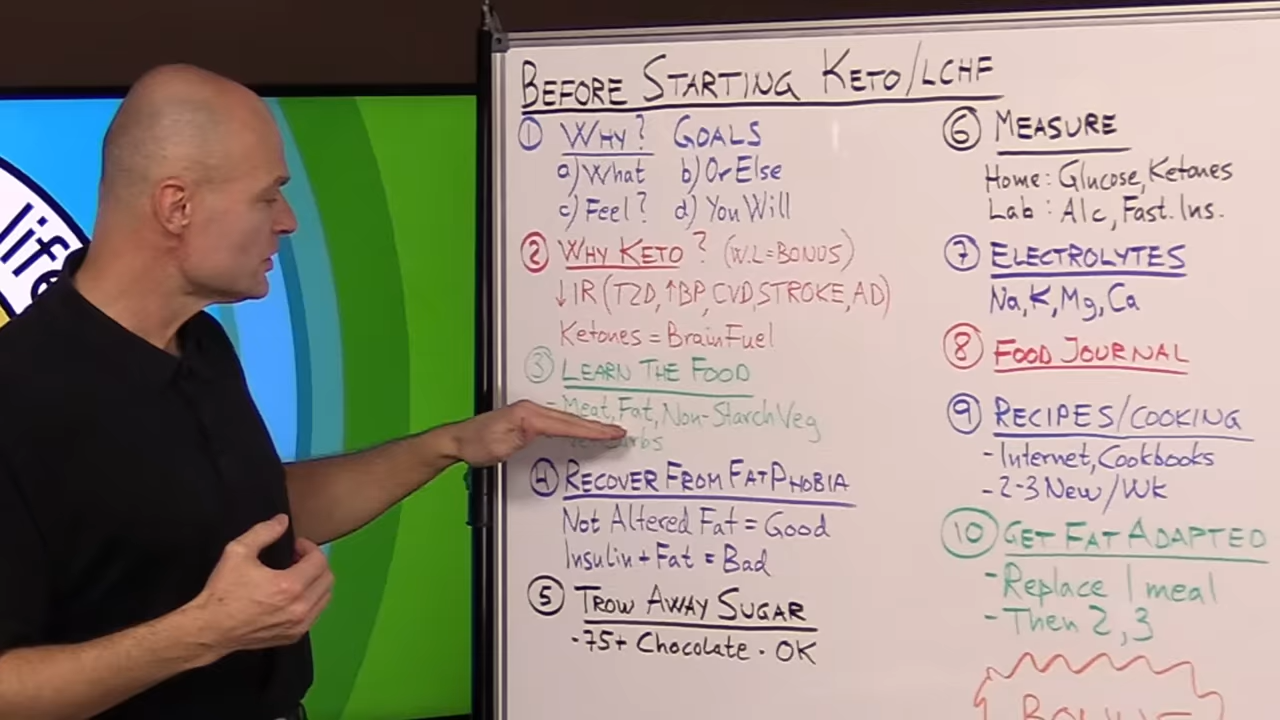 life
BEFORE STARTING KETO/LCHF
① WHY? GOALS
a) What b) Or Else
c) Feel? d) You Will
② WHY KETO? (W.L=BONUS)
↓IR (T2D, ↑BP, CVD, STROKE, AD)
Ketones = BrainFuel
③ LEARN THE FOOD
- Meat, Fat, Non-Starch Veg
④ RECOVER FROM FATPHOBIA
Not Altered Fat = Good
Insulin + Fat = Bad
⑤ TROW AWAY SUGAR
-75+ Chocolate - OK
⑥ MEASURE
Home: Glucose, Ketones
Lab: A1c, Fast. Ins.
⑦ ELECTROLYTES
Na, K, Mg, Ca
⑧ FOOD JOURNAL
⑨ RECIPES/COOKING
- Internet, Cookbooks
- 2-3 New/Wk
⑩ GET FAT ADAPTED
- Replace 1 meal
- Then 2, 3